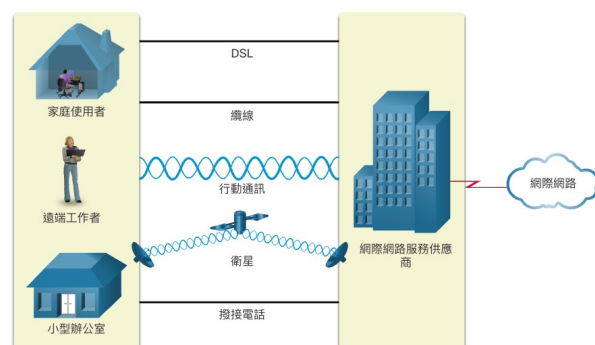 家庭使用者
遠端工作者
小型辦公室
DSL
纜線
行動通訊
衛星
撥接電話
網際網路服務供應
商
網際網路